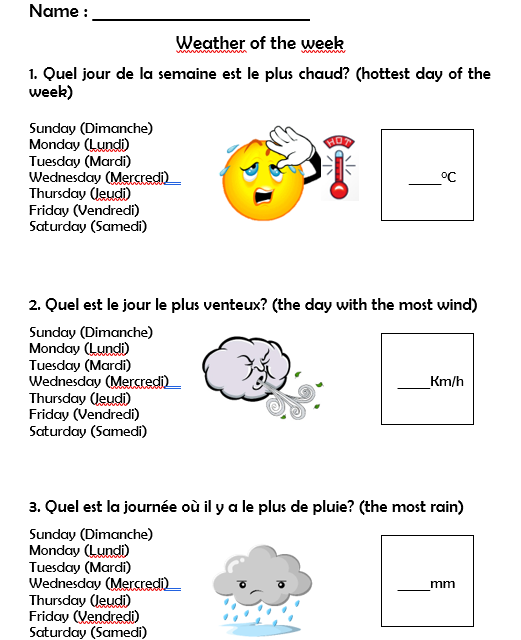 Name : ____________________________
Weather of the week
1. Quel jour de la semaine est le plus chaud? (hottest day of the
week)
Sunday (Dimanche)
Monday (Lundi)
Tuesday (Mardi)
Wednesday (Mercredi)
Thursday (Jeudi)
Friday (Vendredi)
Saturday (Samedi)
HOT
____°C
2. Quel est le jour le plus venteux? (the day with the most wind)
Sunday (Dimanche)
Monday (Lundi)
Tuesday (Mardi)
Wednesday (Mercredi)
Thursday (Jeudi)
Friday (Vendredi)
Saturday (Samedi)
____Km/h
3. Quel est la journée où il y a le plus de pluie? (the most rain)
Sunday (Dimanche)
Monday (Lundi)
Tuesday (Mardi)
Wednesday (Mercredi)
Thursday (Jeudi)
Friday (Vendredi)
Saturday (Samedi)
____mm